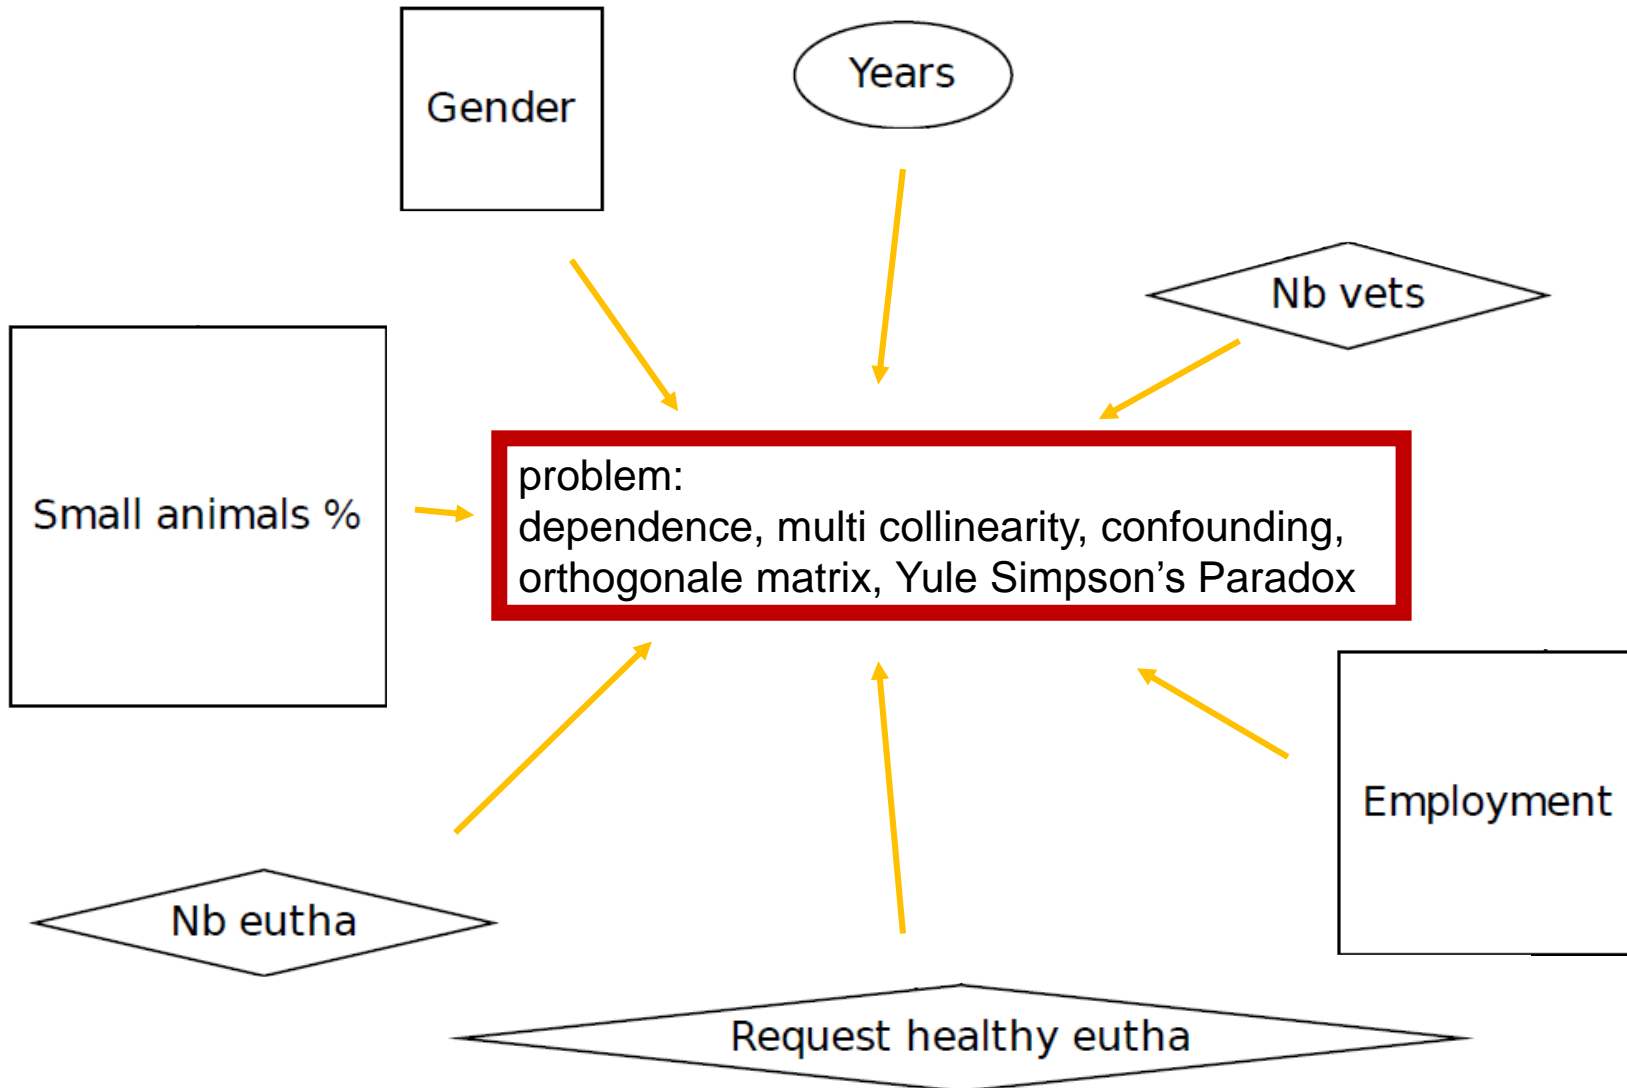 Gender
Years
Nb vets
Small animals %
problem:
dependence, multi collinearity, confounding,
orthogonale matrix, Yule Simpson’s Paradox
Employment
Nb eutha
Request healthy eutha